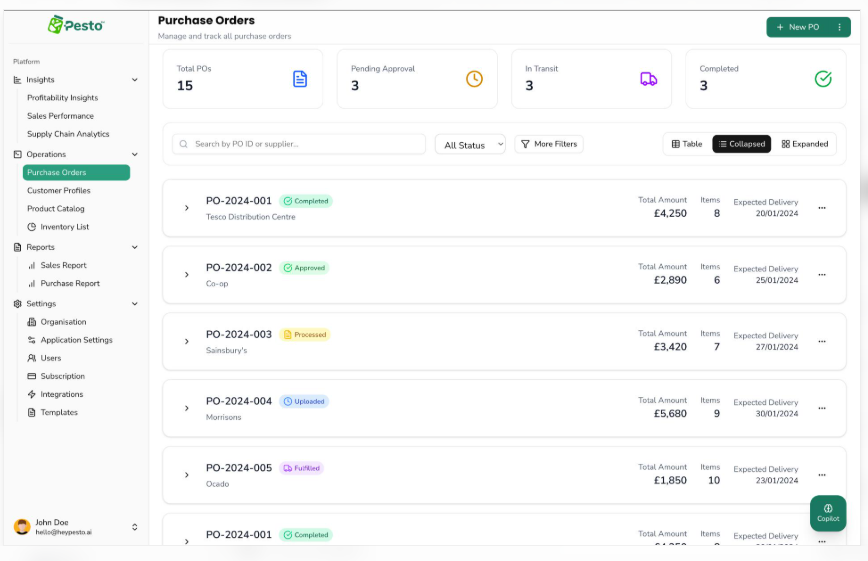 Pesto
Platform
Insights
Profitability Insights
Sales Performance
Supply Chain Analytics
Operations
Purchase Orders
Customer Profiles
Product Catalog
Inventory List
Reports
Sales Report
Purchase Report
Settings
Organisation
Application Settings
Users
Subscription
Integrations
Templates
John Doe
hello@heypesto.ai
Purchase Orders
Manage and track all purchase orders
+ New PO
Total POs
15
Pending Approval
3
In Transit
3
Completed
3
Search by PO ID or supplier...
All Status
More Filters
Table
Collapsed
Expanded
PO-2024-001 Completed
Tesco Distribution Centre
Total Amount Items Expected Delivery
£4,250 8 20/01/2024
PO-2024-002 Approved
Co-op
Total Amount Items Expected Delivery
£2,890 6 25/01/2024
PO-2024-003 Processed
Sainsbury's
Total Amount Items Expected Delivery
£3,420 7 27/01/2024
PO-2024-004 Uploaded
Morrisons
Total Amount Items Expected Delivery
£5,680 9 30/01/2024
PO-2024-005 Fulfilled
Ocado
Total Amount Items Expected Delivery
£1,850 10 23/01/2024
PO-2024-001 Completed
Total Amount Items Expected Delivery
Copilot